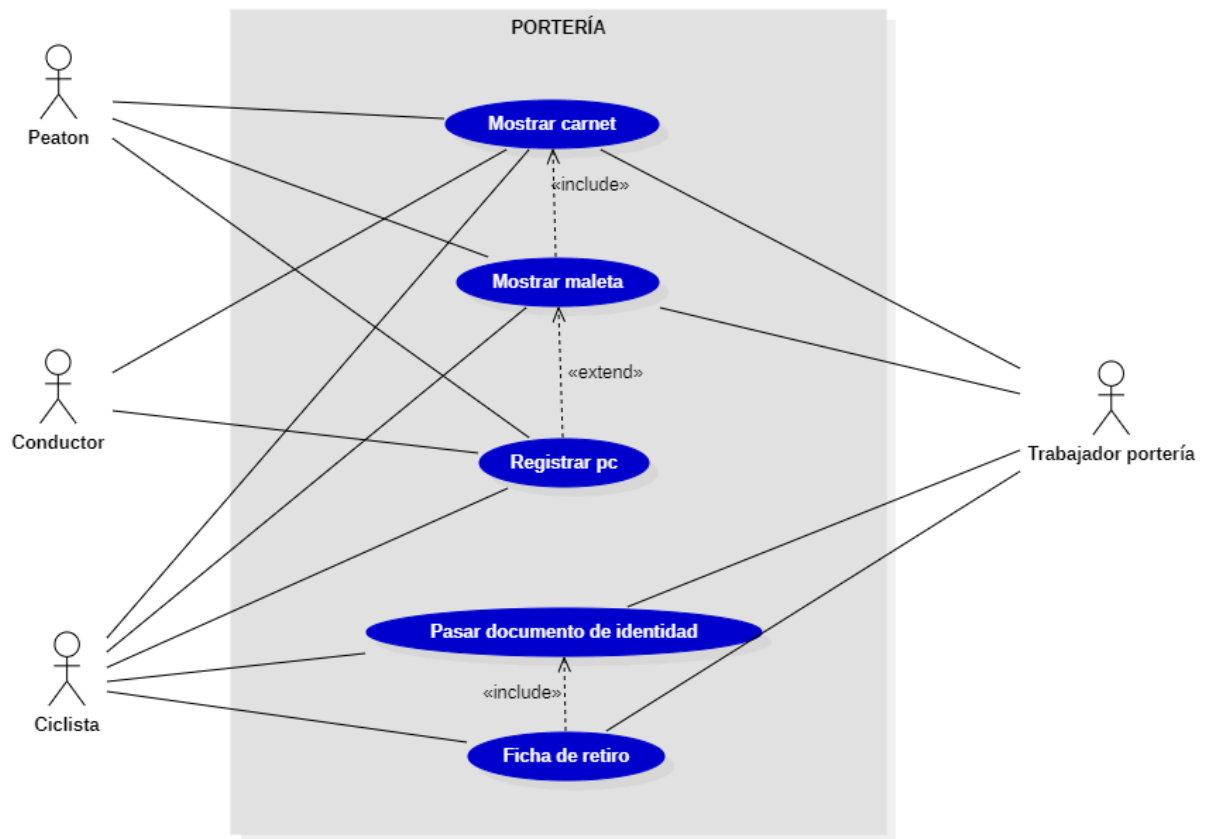 PORTERÍA
Peaton
Mostrar carnet
«include»
Mostrar maleta
«extend»
Conductor
Registrar pc
Trabajador portería
Pasar documento de identidad
«include»
Ciclista
Ficha de retiro